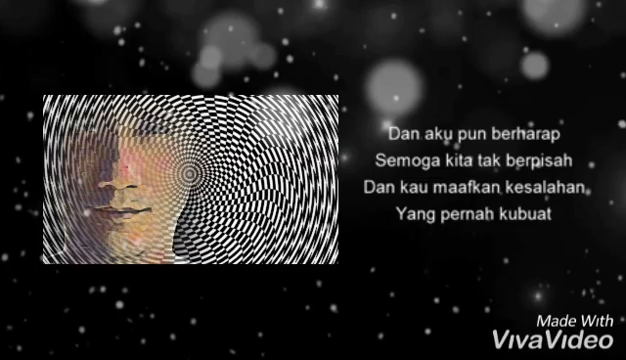 Dan aku pun berharap
Semoga kita tak berpisah
Dan kau maafkan kesalahan
Yang pernah kubuat
Made With
VivaVideo